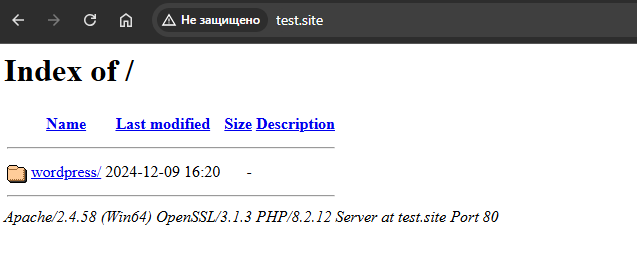 Не защищено test.site
Index of /
Name Last modified Size Description
wordpress/ 2024-12-09 16:20 -
Apache/2.4.58 (Win64) OpenSSL/3.1.3 PHP/8.2.12 Server at test.site Port 80